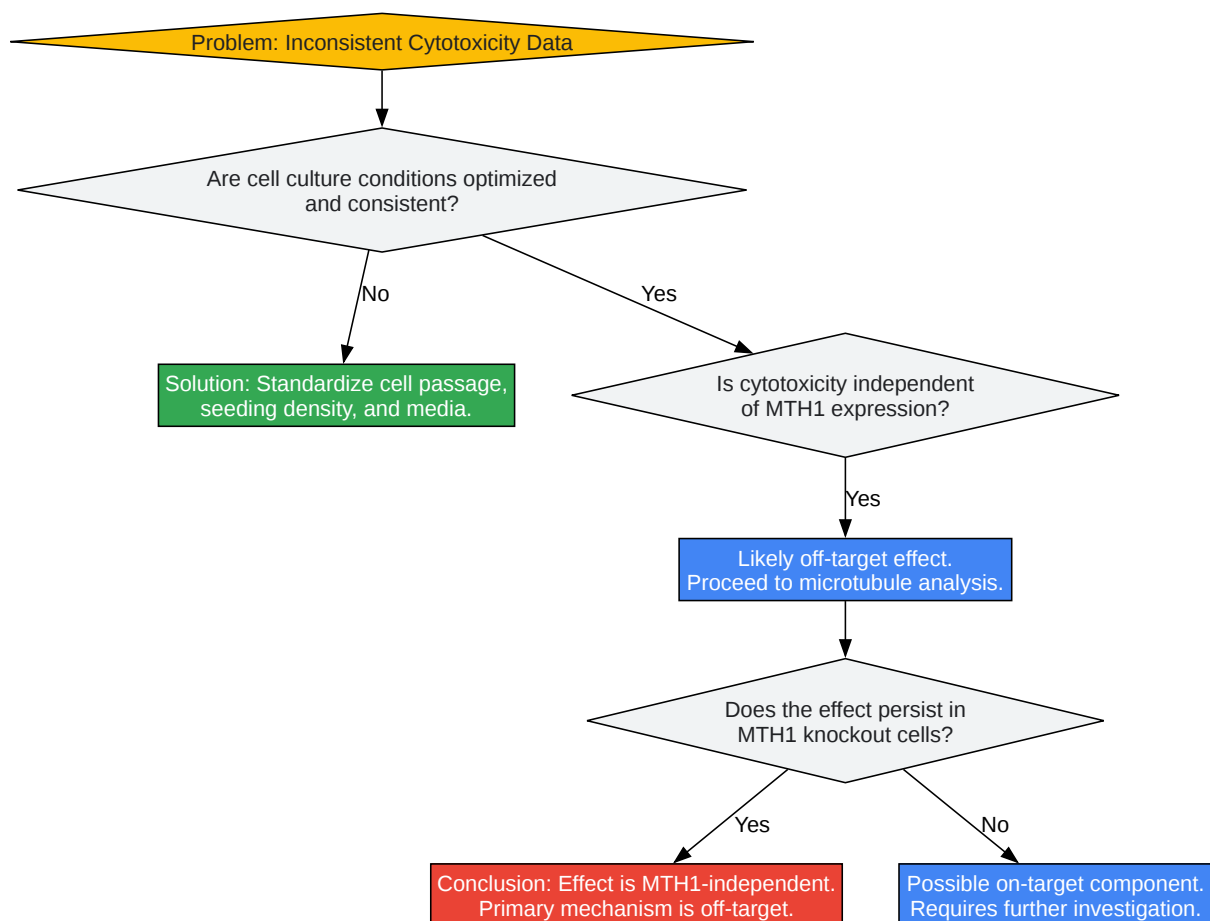 Problem: Inconsistent Cytotoxicity Data
Are cell culture conditions optimized
and consistent?
No
Yes
Solution: Standardize cell passage,
seeding density, and media.
Is cytotoxicity independent
of MTH1 expression?
Yes
Likely off-target effect.
Proceed to microtubule analysis.
Does the effect persist in
MTH1 knockout cells?
Yes
No
Conclusion: Effect is MTH1-independent.
Primary mechanism is off-target.
Possible on-target component.
Requires further investigation.